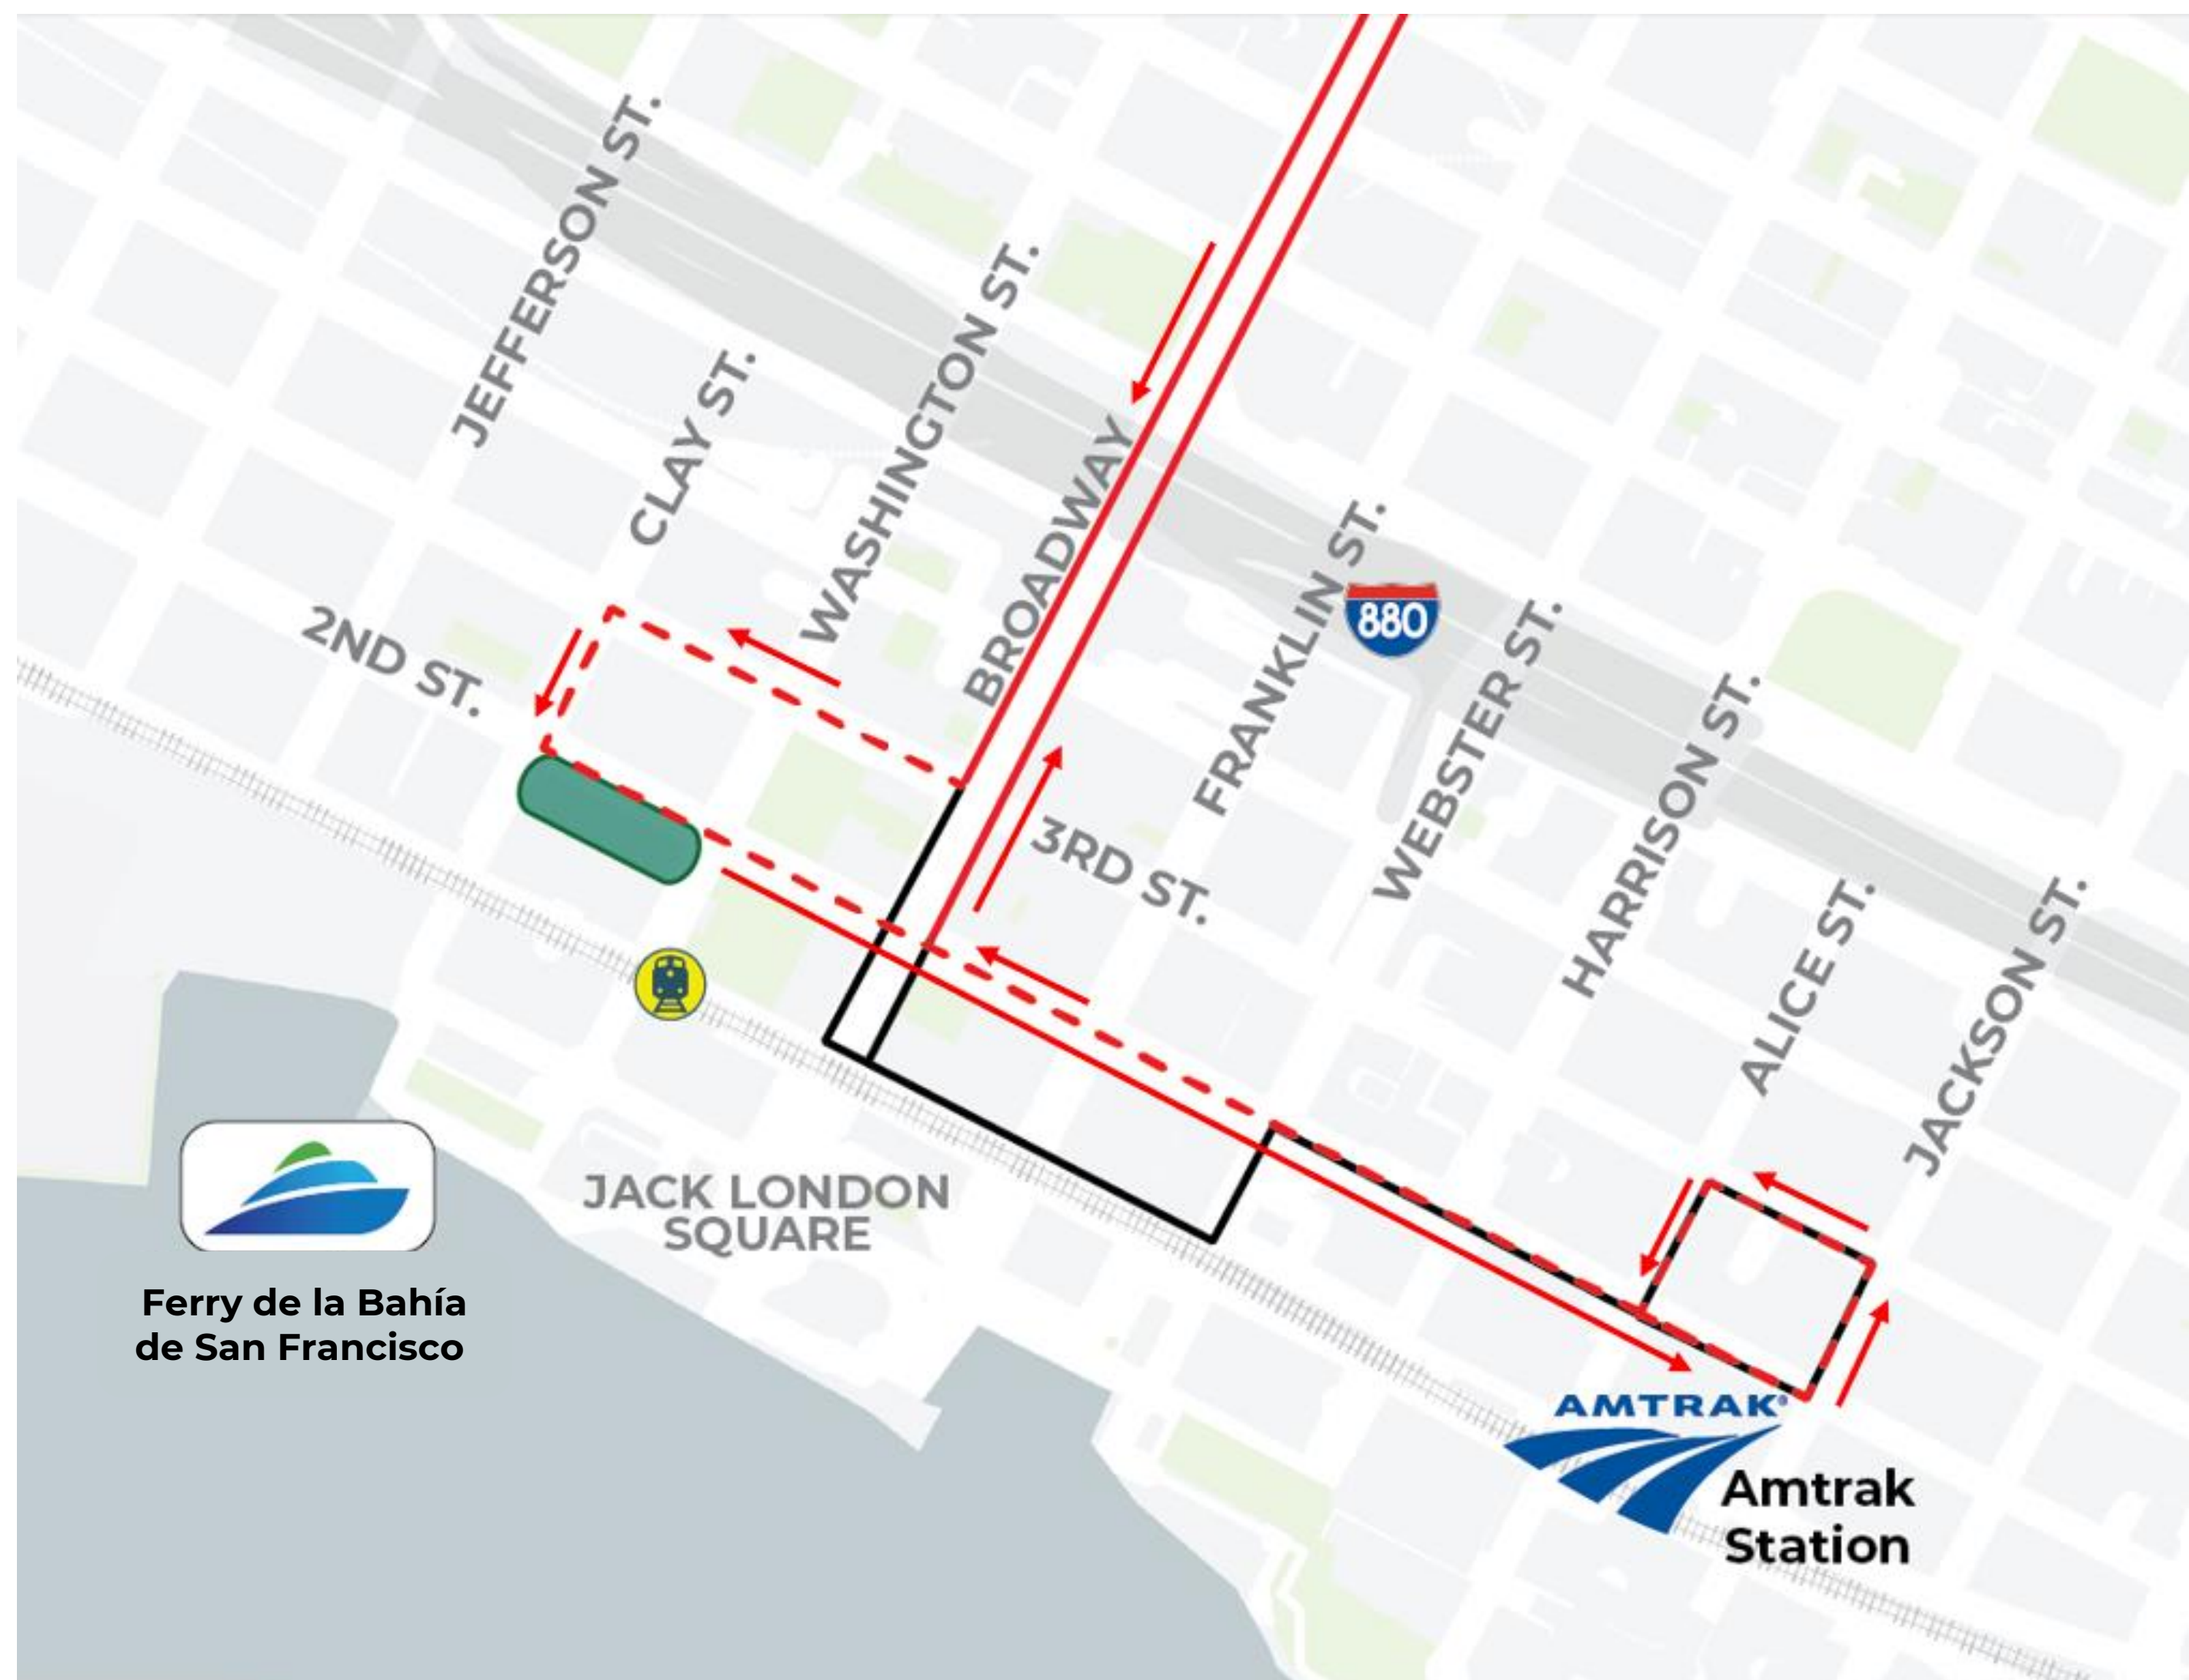 JEFFERSON ST.
CLAY ST.
WASHINGTON ST.
BROADWAY
FRANKLIN ST.
880
WEBSTER ST.
2ND ST.
HARRISON ST.
3RD ST.
ALICE ST.
JACKSON ST.
JACK LONDON
SQUARE
Ferry de la Bahía
de San Francisco
AMTRAK®
Amtrak
Station